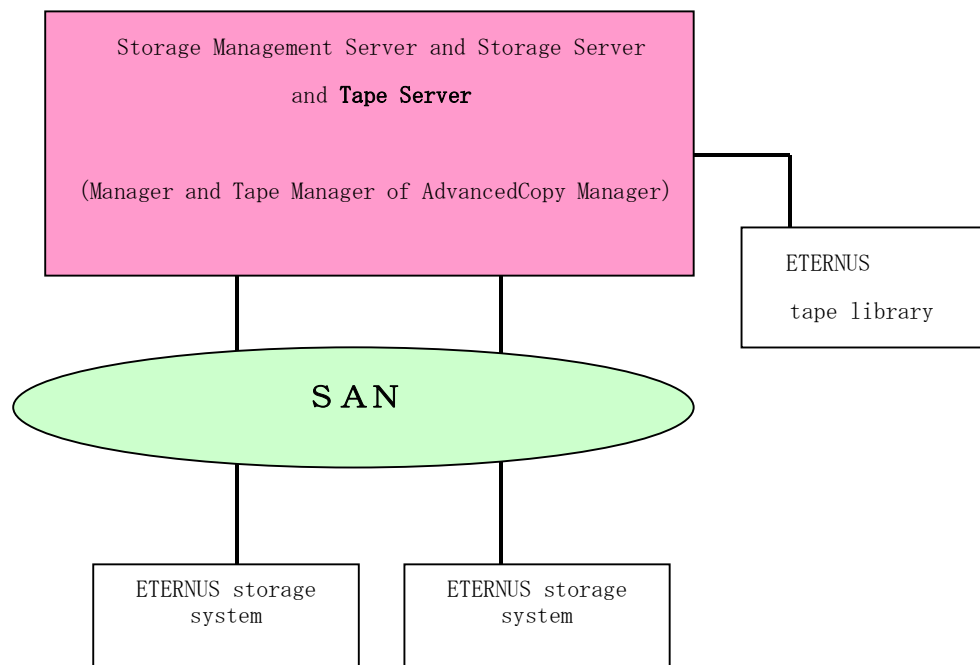 Storage Management Server and Storage Server
and Tape Server
(Manager and Tape Manager of AdvancedCopy Manager)
ETERNUS
tape library
ＳＡＮ
ETERNUS storage
system
ETERNUS storage
system